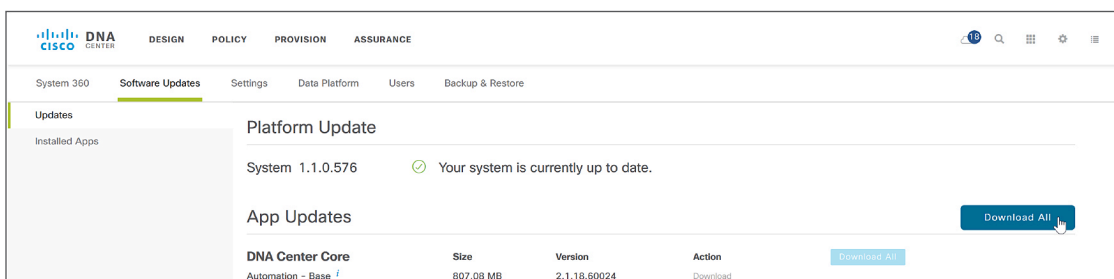 CISCO DNA CENTER DESIGN POLICY PROVISION ASSURANCE 18
System 360 Software Updates Settings Data Platform Users Backup & Restore
Updates
Installed Apps
Platform Update
System 1.1.0.576 Your system is currently up to date.
App Updates Download All
DNA Center Core Size Version Action Download All
Automation - Base i 807.08 MB 2.1.18.60024 Download